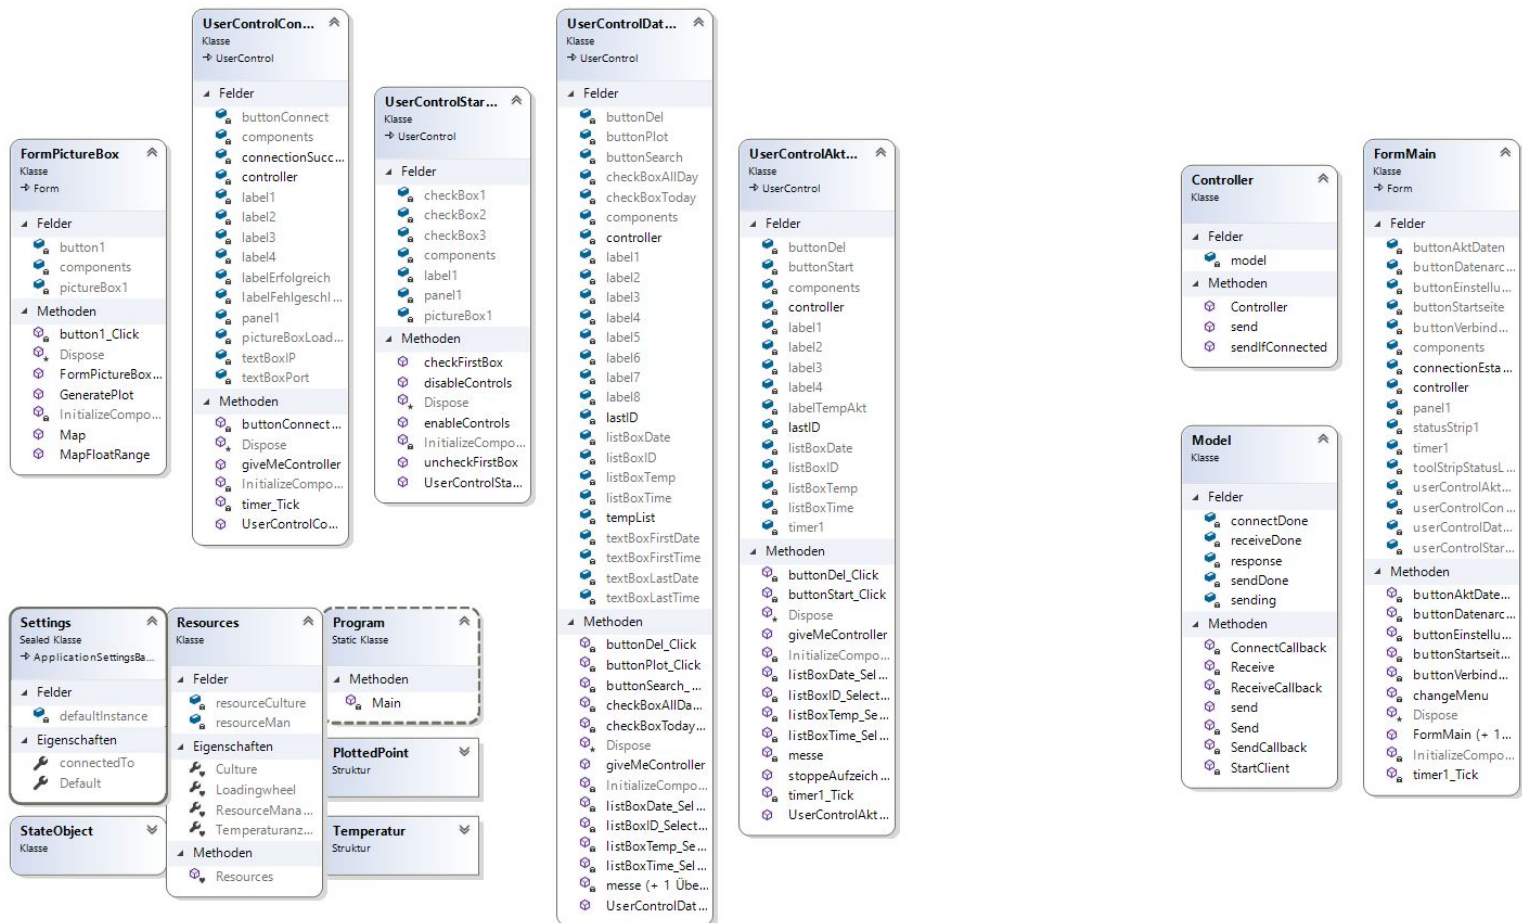 FormPictureBox
Klasse
Form
Felder
button1
components
pictureBox1
Methoden
button1_Click
Dispose
FormPictureBox...
GeneratePlot
InitializeCompo...
Map
MapFloatRange
UserControlCon...
Klasse
UserControl
Felder
buttonConnect
components
connectionSucc...
controller
label1
label2
label3
label4
labelErfolgreich
labelFehlgeschl...
panel1
pictureBoxLoad...
textBoxIP
textBoxPort
Methoden
buttonConnect...
Dispose
giveMeController
InitializeCompo...
timer_Tick
UserControlCo...
UserControlStar...
Klasse
UserControl
Felder
checkBox1
checkBox2
checkBox3
components
label1
panel1
pictureBox1
Methoden
checkFirstBox
disableControls
Dispose
enableControls
InitializeCompo...
uncheckFirstBox
UserControlSta...
UserControlDat...
Klasse
UserControl
Felder
buttonDel
buttonPlot
buttonSearch
checkBoxAllDay
checkBoxToday
components
controller
label1
label2
label3
label4
label5
label6
label7
label8
lastID
listBoxDate
listBoxID
listBoxTemp
listBoxTime
tempList
textBoxFirstDate
textBoxFirstTime
textBoxLastDate
textBoxLastTime
Methoden
buttonDel_Click
buttonPlot_Click
buttonSearch_...
checkBoxAllDa...
checkBoxToday...
Dispose
giveMeController
InitializeCompo...
listBoxDate_Sel...
listBoxID_Select...
listBoxTemp_Se...
listBoxTime_Sel...
messe (+ 1 Übe...
UserControlDat...
UserControlAkt...
Klasse
UserControl
Felder
buttonDel
buttonStart
components
controller
label1
label2
label3
label4
labelTempAkt
lastID
listBoxDate
listBoxID
listBoxTemp
listBoxTime
timer1
Methoden
buttonDel_Click
buttonStart_Click
Dispose
giveMeController
InitializeCompo...
listBoxDate_Sel...
listBoxID_Select...
listBoxTemp_Se...
listBoxTime_Sel...
messe
stoppeAufzeich...
timer1_Tick
UserControlAkt...
Controller
Klasse
Felder
model
Methoden
Controller
send
sendIfConnected
Model
Klasse
Felder
connectDone
receiveDone
response
sendDone
sending
Methoden
ConnectCallback
Receive
ReceiveCallback
send
Send
SendCallback
StartClient
FormMain
Klasse
Form
Felder
buttonAktDaten
buttonDatenarc...
buttonEinstellu...
buttonStartseite
buttonVerbind...
components
connectionEsta...
controller
panel1
statusStrip1
timer1
toolStripStatusL...
userControlAkt...
userControlCon...
userControlDat...
userControlStar...
Methoden
buttonAktDate...
buttonDatenarc...
buttonEinstellu...
buttonStartseit...
buttonVerbind...
changeMenu
Dispose
FormMain (+ 1...
InitializeCompo...
timer1_Tick
Settings
Sealed Klasse
ApplicationSettingsBa...
Felder
defaultInstance
Eigenschaften
connectedTo
Default
StateObject
Klasse
Resources
Klasse
Felder
resourceCulture
resourceMan
Eigenschaften
Culture
Loadingwheel
ResourceMana...
Temperaturanz...
Methoden
Resources
Program
Static Klasse
Methoden
Main
PlottedPoint
Struktur
Temperatur
Struktur